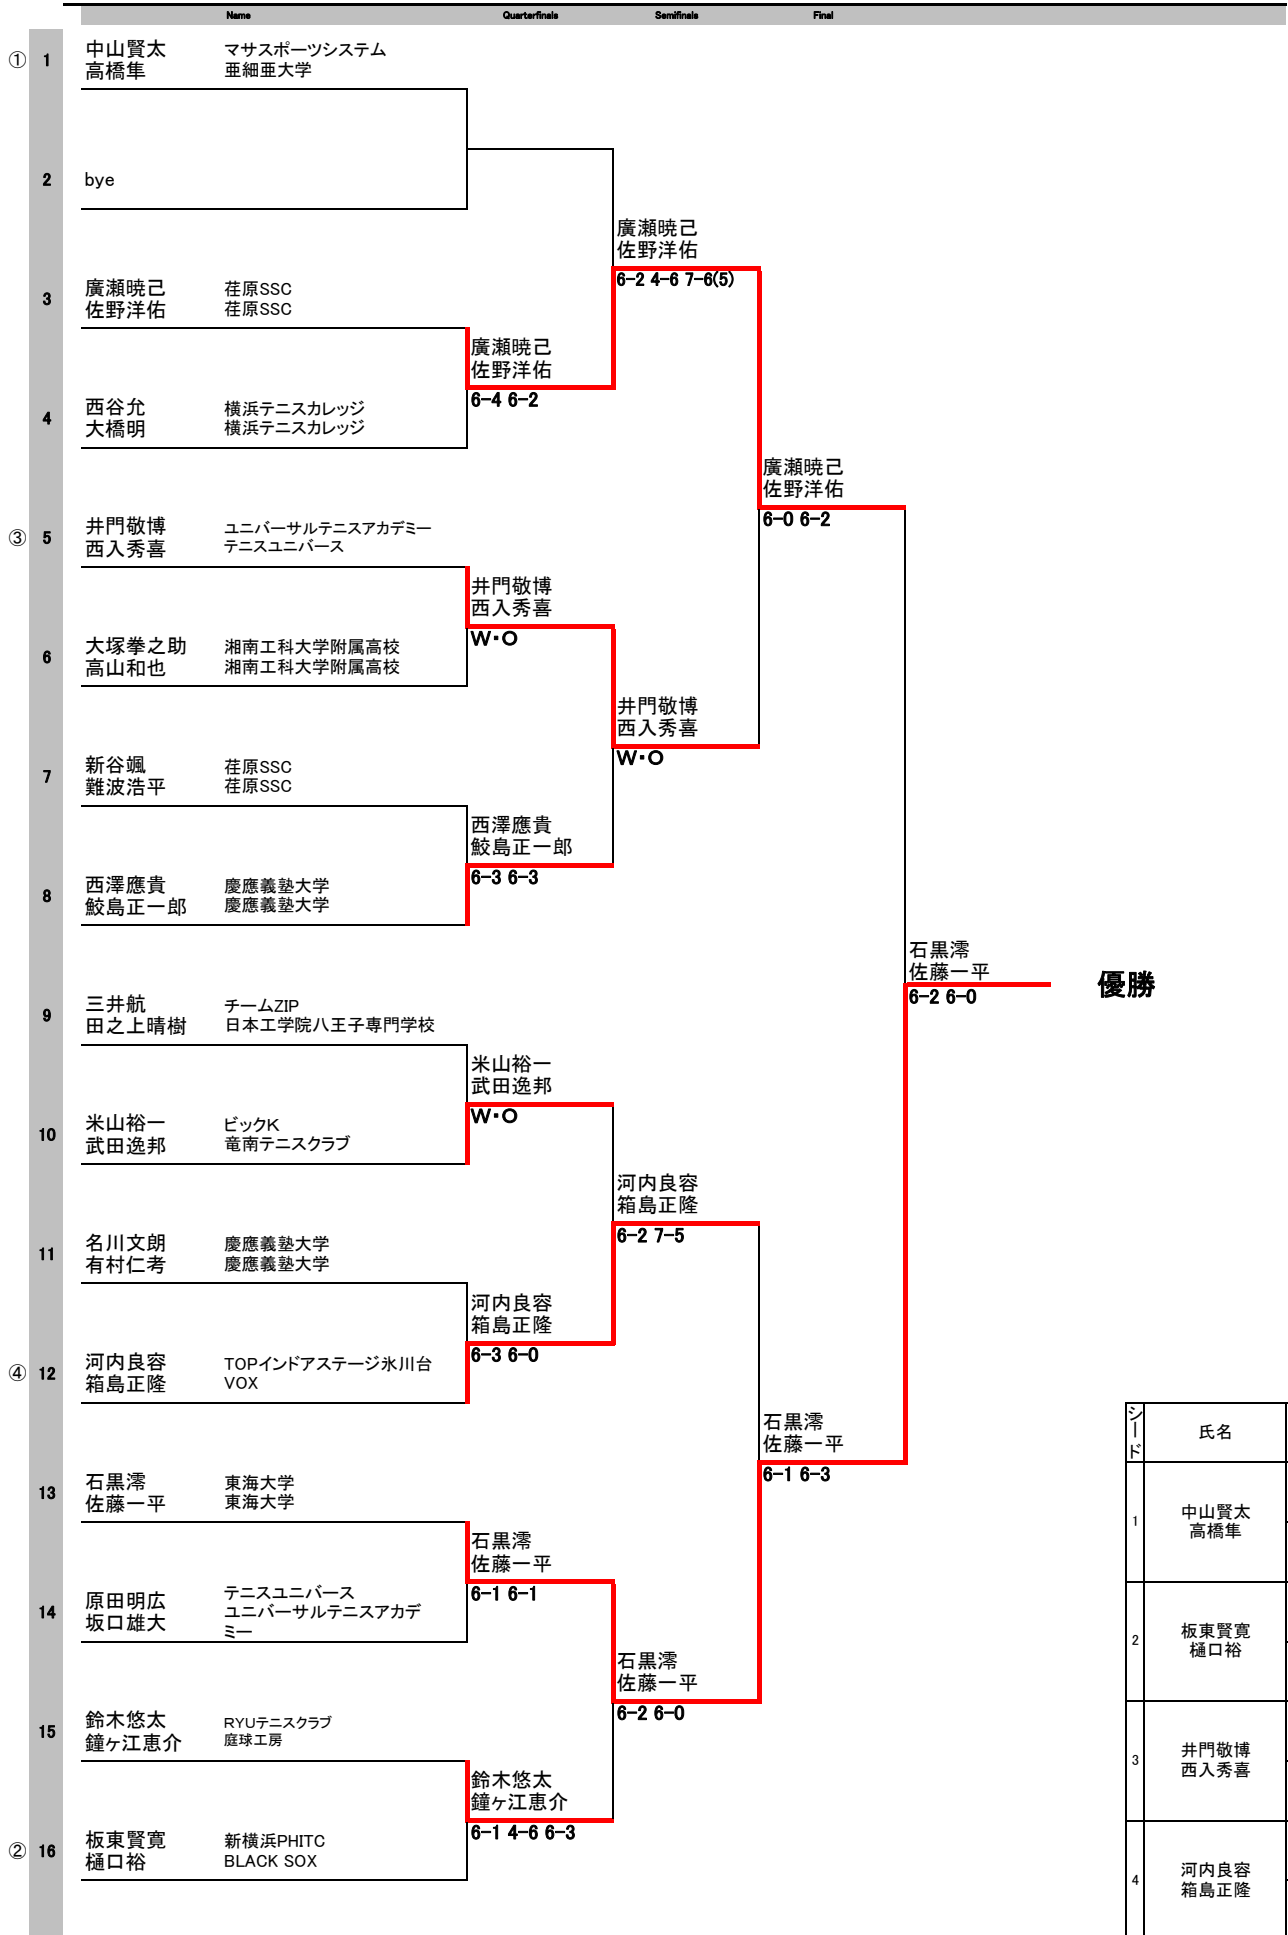 Name Quarterfinals Semifinals Final
① 1 中山賢太 マサスポーツシステム
高橋隼 亜細亜大学
2 bye
廣瀬暁己
佐野洋佑
6-2 4-6 7-6(5)
3 廣瀬暁己 荏原SSC
佐野洋佑 荏原SSC
廣瀬暁己
佐野洋佑
6-4 6-2
4 西谷允 横浜テニスカレッジ
大橋明 横浜テニスカレッジ
廣瀬暁己
佐野洋佑
6-0 6-2
③ 5 井門敬博 ユニバーサルテニスアカデミー
西入秀喜 テニスユニバース
井門敬博
西入秀喜
W・O
6 大塚拳之助 湘南工科大学附属高校
高山和也 湘南工科大学附属高校
井門敬博
西入秀喜
W・O
7 新谷颯 荏原SSC
難波浩平 荏原SSC
西澤應貴
鮫島正一郎
6-3 6-3
8 西澤應貴 慶應義塾大学
鮫島正一郎 慶應義塾大学
石黒澪
佐藤一平
6-2 6-0
優勝
9 三井航 チームZIP
田之上晴樹 日本工学院八王子専門学校
米山裕一
武田逸邦
W・O
10 米山裕一 ビックK
武田逸邦 竜南テニスクラブ
河内良容
箱島正隆
6-2 7-5
11 名川文朗 慶應義塾大学
有村仁考 慶應義塾大学
河内良容
箱島正隆
6-3 6-0
④ 12 河内良容 TOPインドアステージ氷川台
箱島正隆 VOX
石黒澪
佐藤一平
6-1 6-3
13 石黒澪 東海大学
佐藤一平 東海大学
石黒澪
佐藤一平
6-1 6-1
14 原田明広 テニスユニバース
坂口雄大 ユニバーサルテニスアカデ
ミー
石黒澪
佐藤一平
6-2 6-0
15 鈴木悠太 RYUテニスクラブ
鐘ヶ江恵介 庭球工房
鈴木悠太
鐘ヶ江恵介
6-1 4-6 6-3
② 16 板東賢寛 新横浜PHITC
樋口裕 BLACK SOX
シード 氏名
1 中山賢太
高橋隼
2 板東賢寛
樋口裕
3 井門敬博
西入秀喜
4 河内良容
箱島正隆